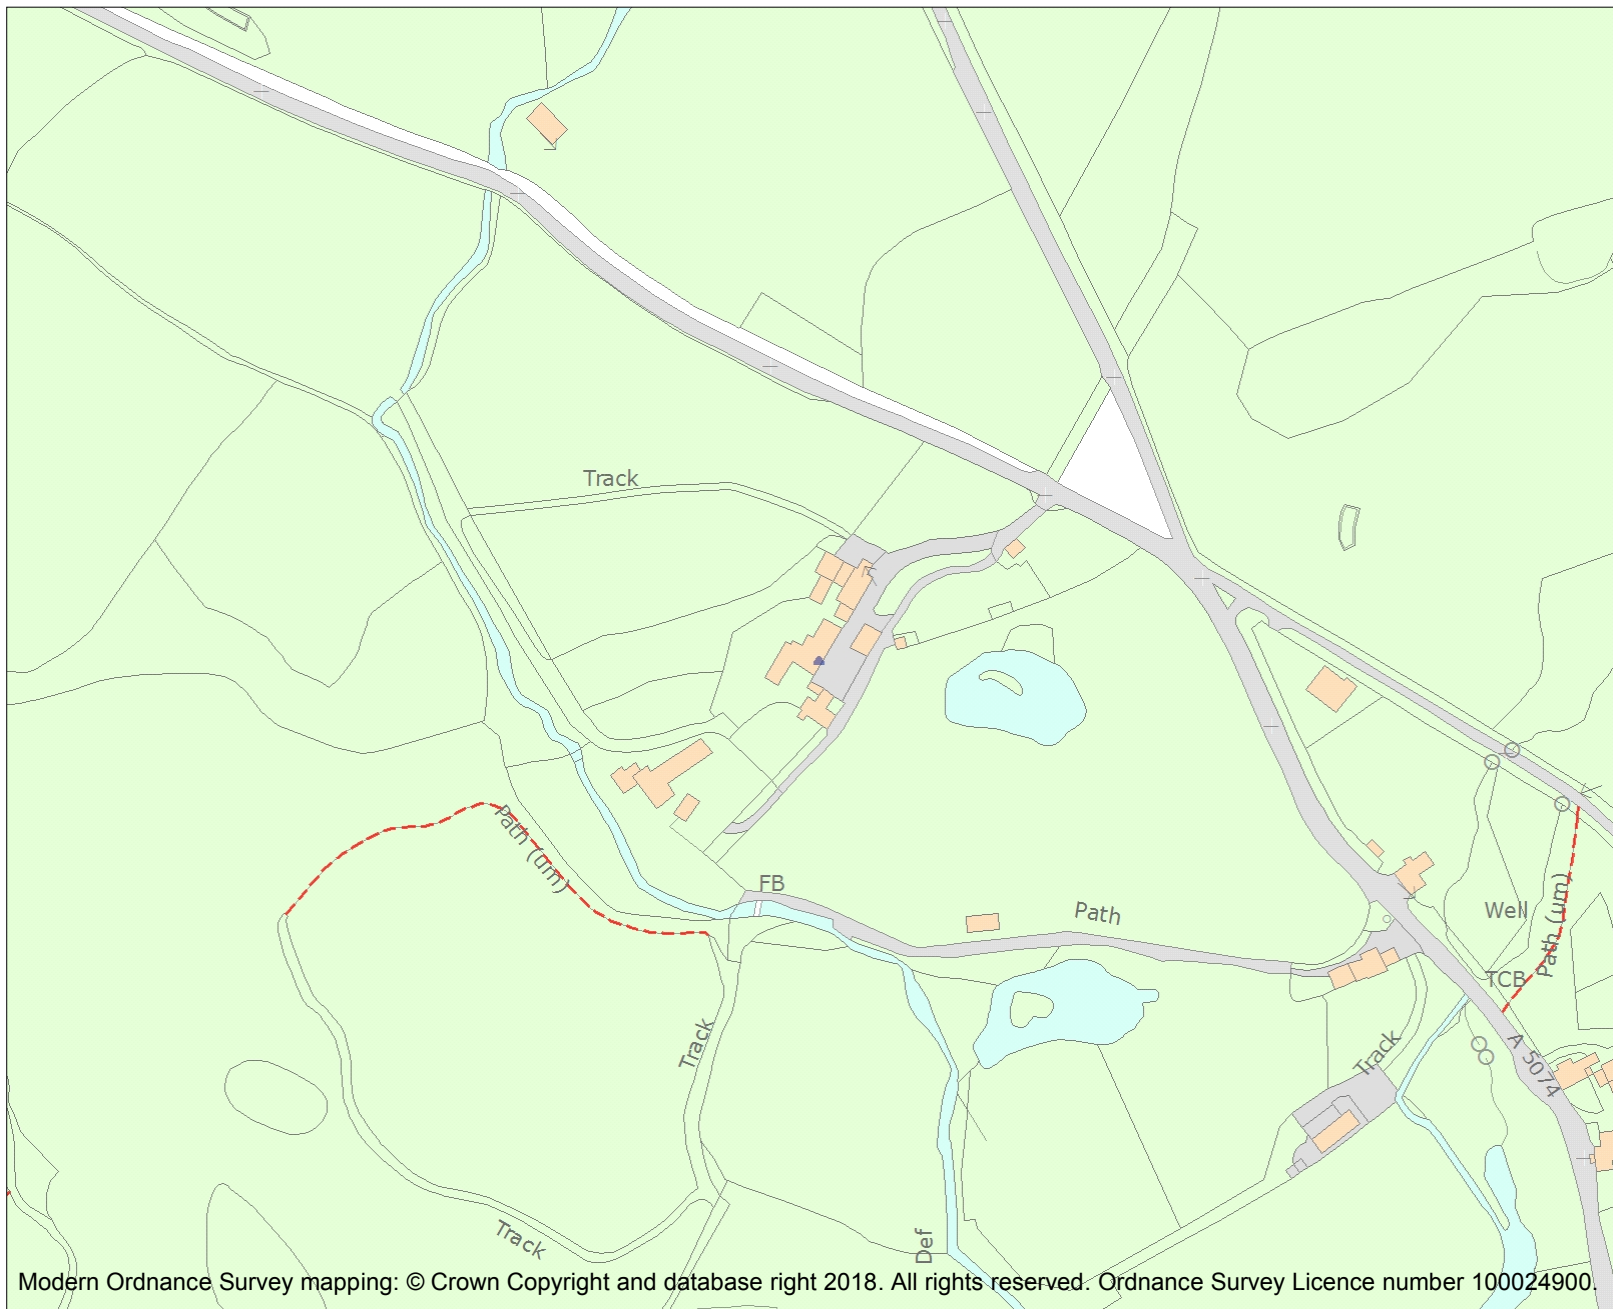 Track
Path (um)
FB
Path
Well
Path (um)
TCB
Track
Track
A 5074
Track
Def
Modern Ordnance Survey mapping: © Crown Copyright and database right 2018. All rights reserved. Ordnance Survey Licence number 100024900.